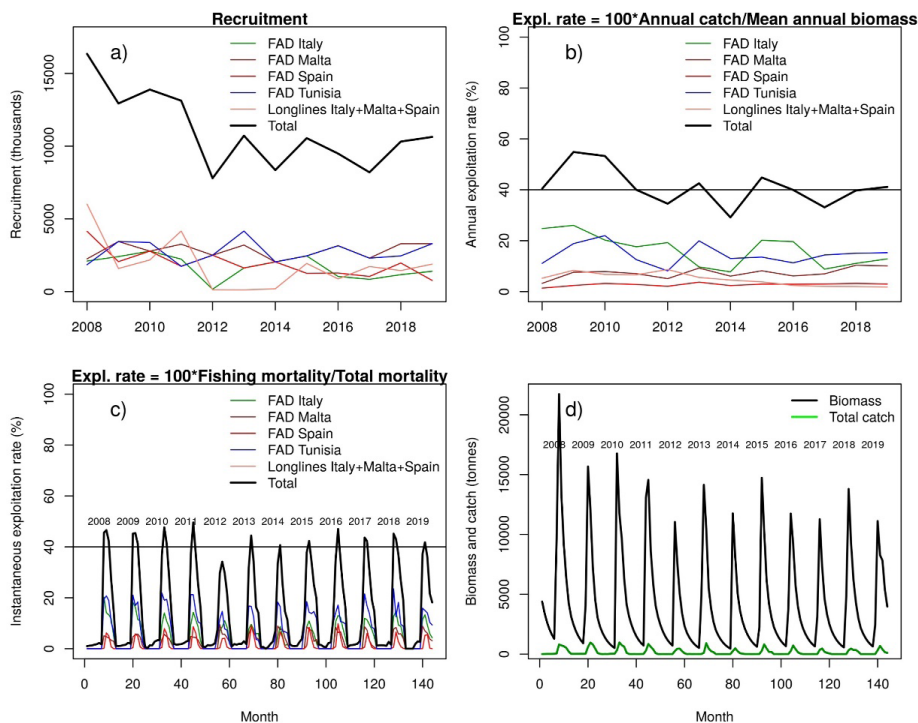 Recruitment
a)
FAD Italy
FAD Malta
FAD Spain
FAD Tunisia
Longlines Italy+Malta+Spain
Total
Recruitment (thousands)
0
5000
10000
15000
2008
2010
2012
2014
2016
2018
Expl. rate = 100*Annual catch/Mean annual biomass
b)
FAD Italy
FAD Malta
FAD Spain
FAD Tunisia
Longlines Italy+Malta+Spain
Total
Annual exploitation rate (%)
0
20
40
60
80
100
2008
2010
2012
2014
2016
2018
Expl. rate = 100*Fishing mortality/Total mortality
c)
FAD Italy
FAD Malta
FAD Spain
FAD Tunisia
Longlines Italy+Malta+Spain
Total
Instantaneous exploitation rate (%)
0
20
40
60
80
100
2008 2009 2010 2011 2012 2013 2014 2015 2016 2017 2018 2019
0 20 40 60 80 100 120 140
Month
d)
Biomass
Total catch
Biomass and catch (tonnes)
0
5000
10000
15000
20000
2008 2009 2010 2011 2012 2013 2014 2015 2016 2017 2018 2019
0 20 40 60 80 100 120 140
Month